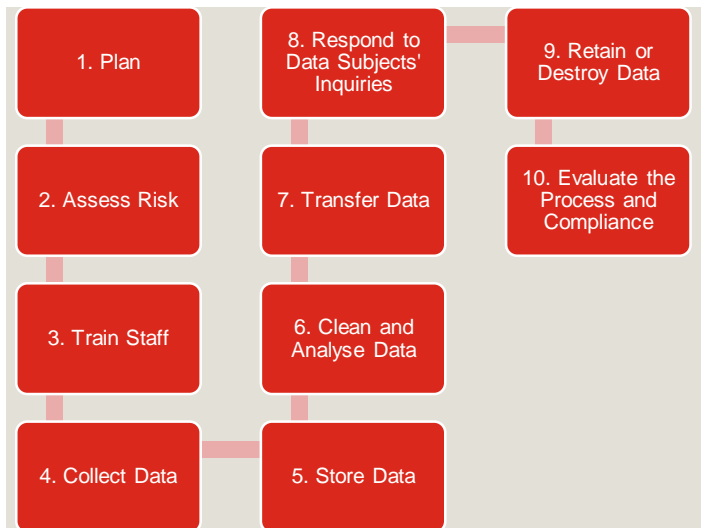 1. Plan
2. Assess Risk
3. Train Staff
4. Collect Data
5. Store Data
6. Clean and
Analyse Data
7. Transfer Data
8. Respond to
Data Subjects'
Inquiries
9. Retain or
Destroy Data
10. Evaluate the
Process and
Compliance